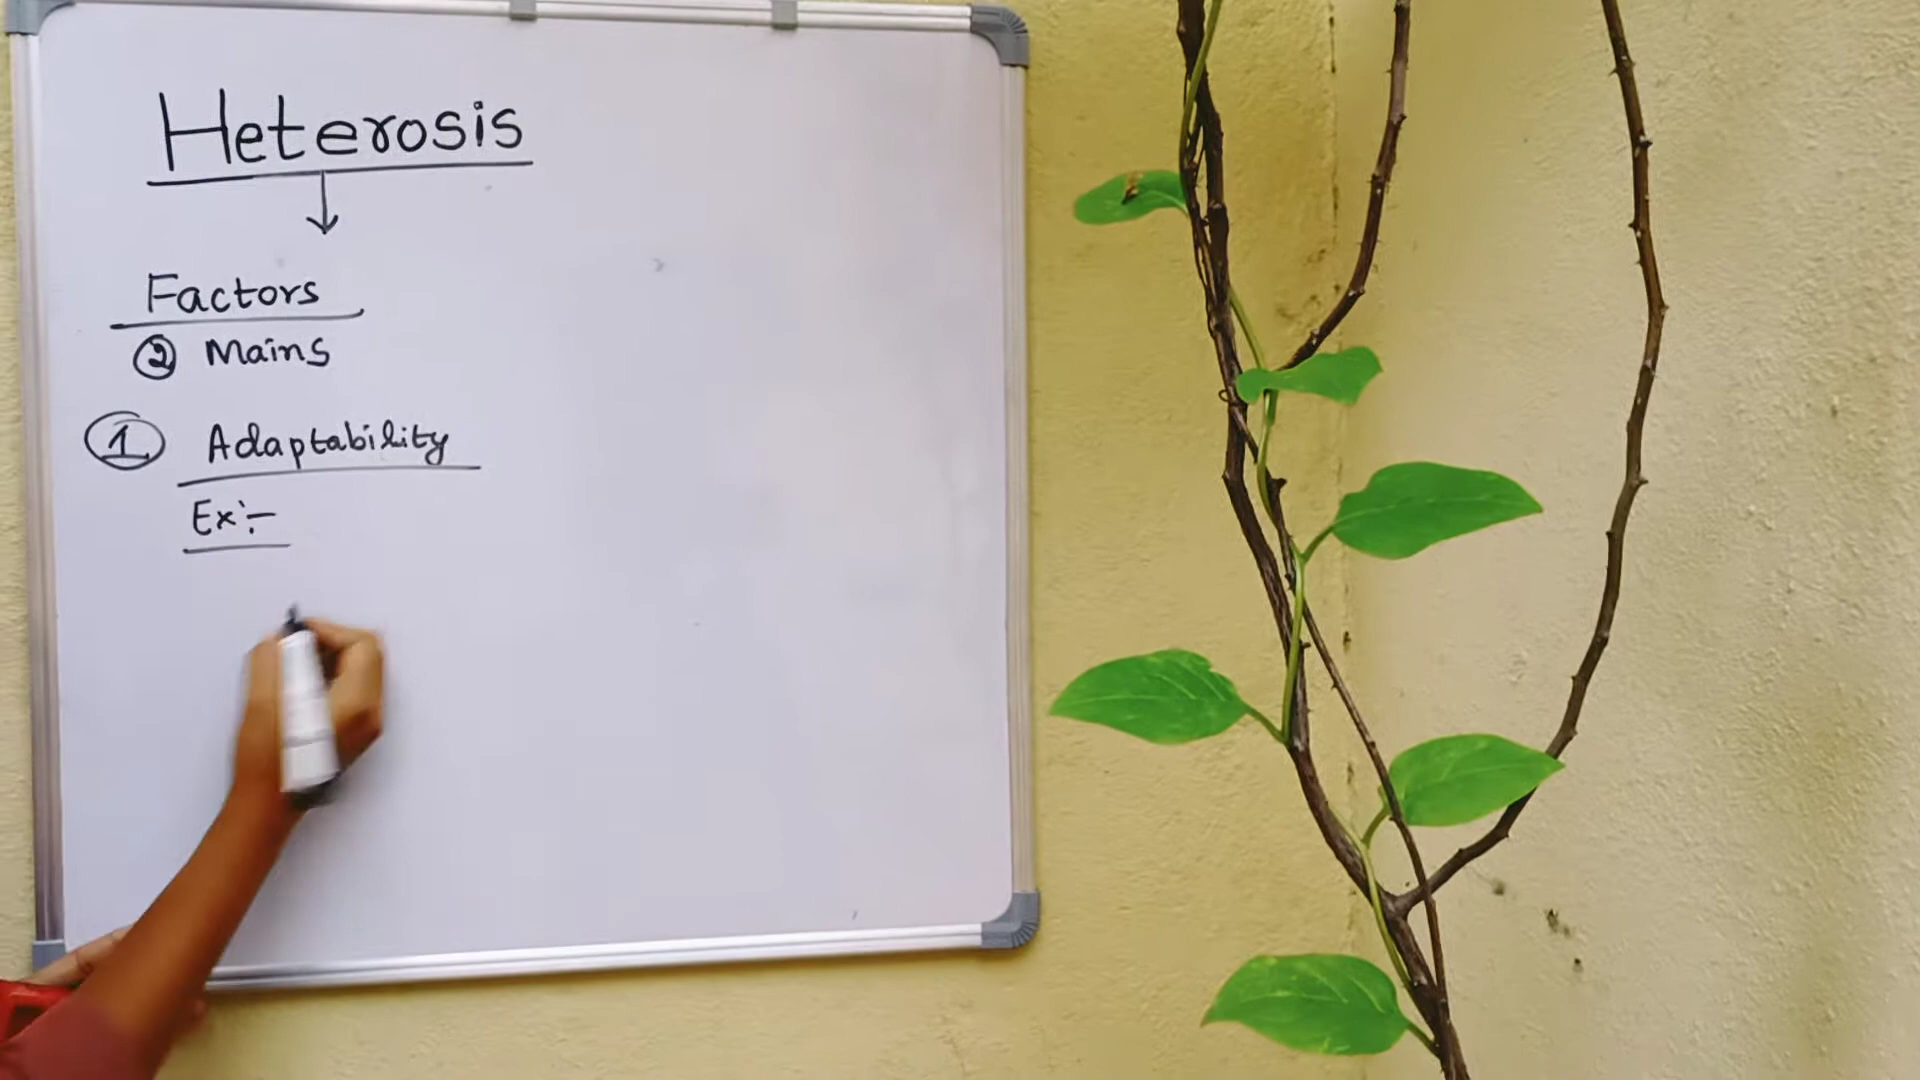 Heterosis
Factors
② Mains
① Adaptability
Ex:-